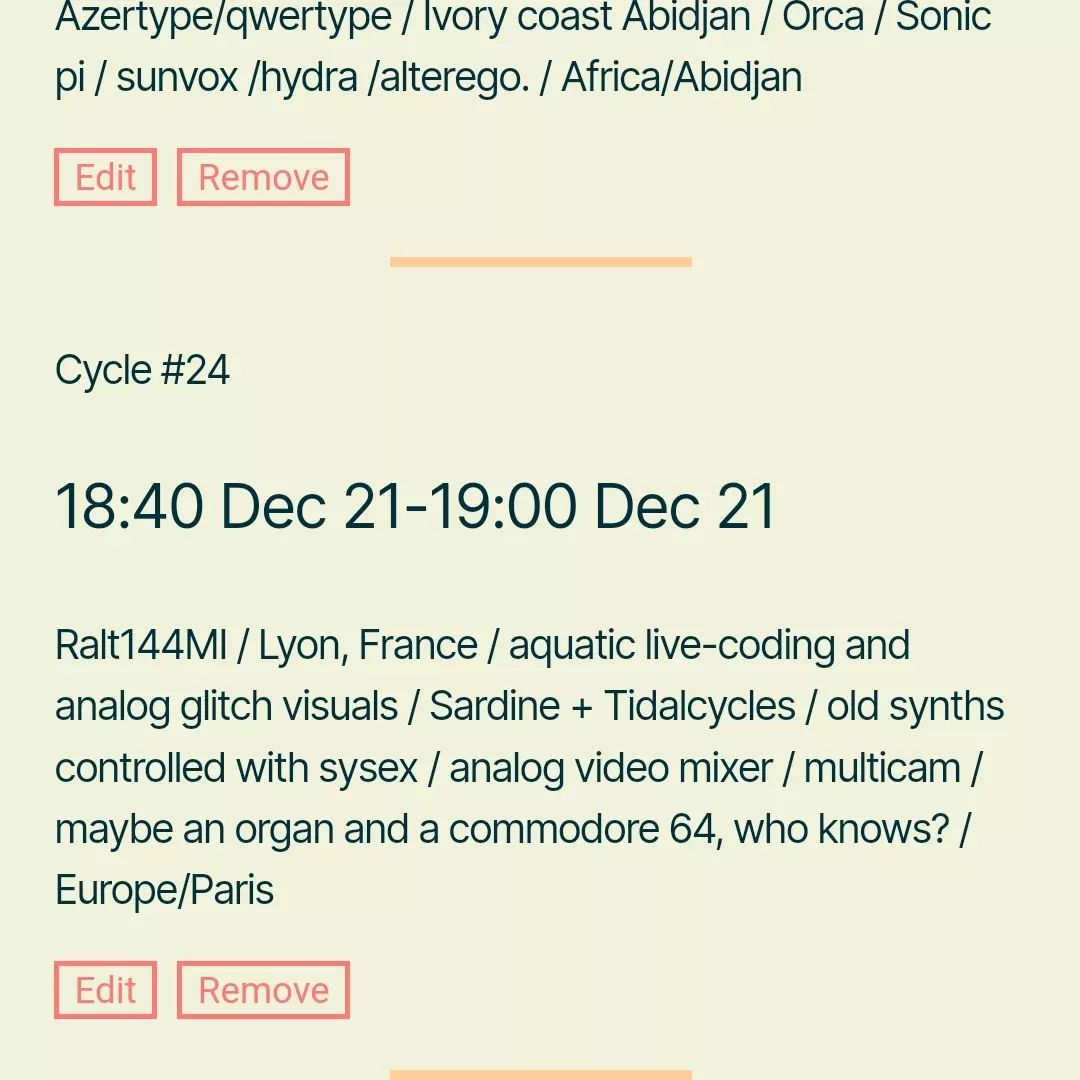 Azertype/qwertype / Ivory coast Abidjan / Orca / Sonic
pi / sunvox /hydra /alterego. / Africa/Abidjan
Edit Remove
Cycle #24
18:40 Dec 21-19:00 Dec 21
Ralt144MI / Lyon, France / aquatic live-coding and
analog glitch visuals / Sardine + Tidalcycles / old synths
controlled with sysex / analog video mixer / multicam /
maybe an organ and a commodore 64, who knows? /
Europe/Paris
Edit Remove